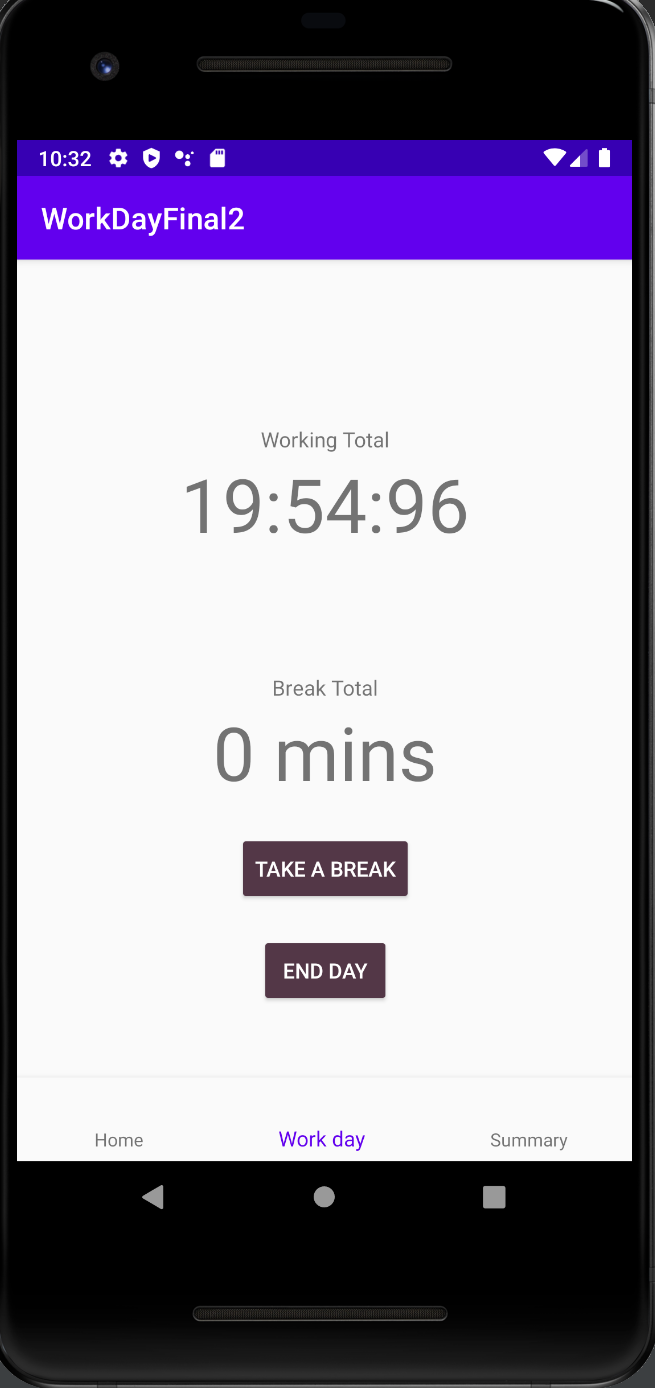 10:32
WorkDayFinal2
Working Total
19:54:96
Break Total
0 mins
TAKE A BREAK
END DAY
Home Work day Summary